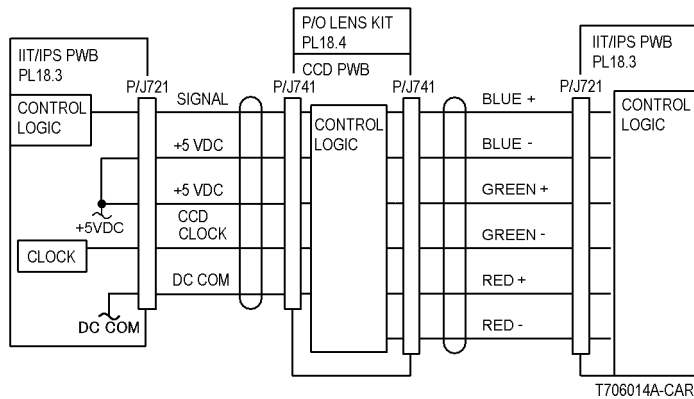 IIT/IPS PWB
PL18.3
P/J721
CONTROL
LOGIC
+5VDC
CLOCK
DC COM
SIGNAL
+5 VDC
+5 VDC
CCD
CLOCK
DC COM
P/O LENS KIT
PL18.4
CCD PWB
P/J741
P/J741
CONTROL
LOGIC
BLUE +
BLUE -
GREEN +
GREEN -
RED +
RED -
IIT/IPS PWB
PL18.3
P/J721
CONTROL
LOGIC
T706014A-CAR